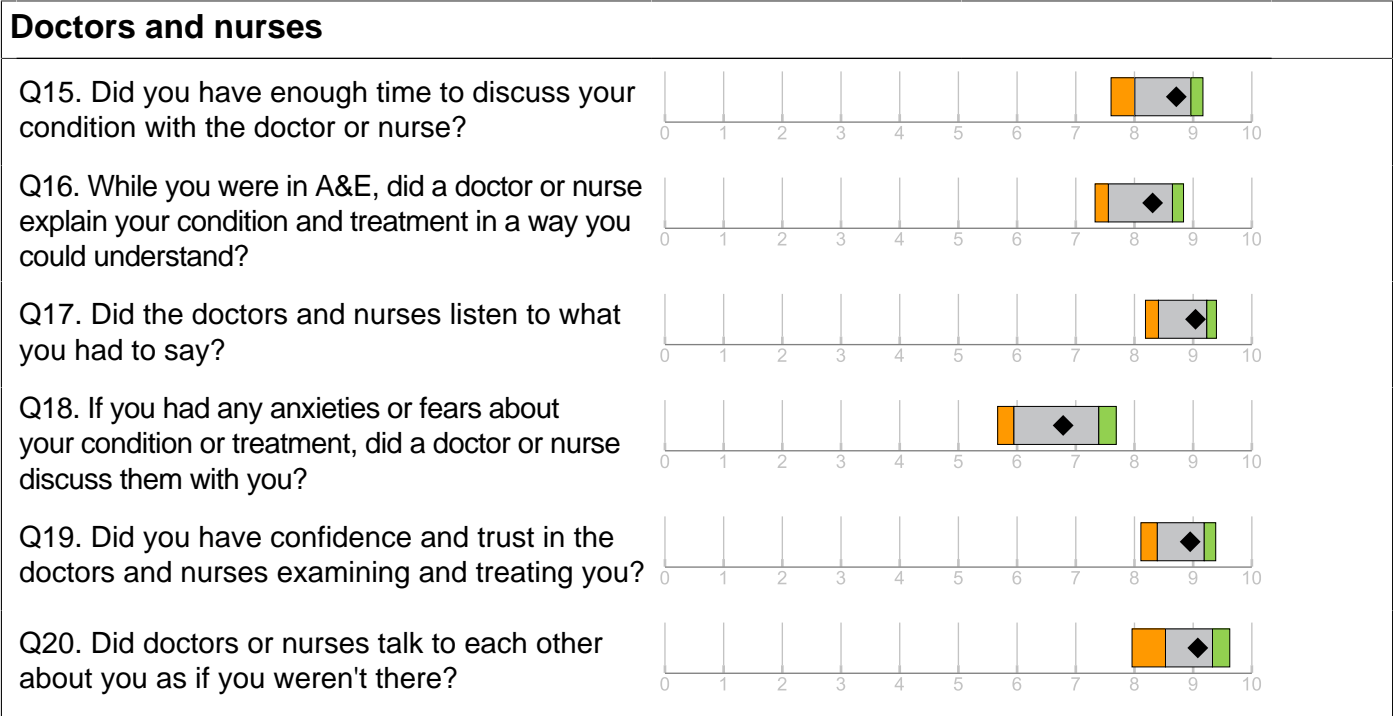 Doctors and nurses
Q15. Did you have enough time to discuss your
condition with the doctor or nurse?
0 1 2 3 4 5 6 7 8 9 10
Q16. While you were in A&E, did a doctor or nurse
explain your condition and treatment in a way you
could understand?
0 1 2 3 4 5 6 7 8 9 10
Q17. Did the doctors and nurses listen to what
you had to say?
0 1 2 3 4 5 6 7 8 9 10
Q18. If you had any anxieties or fears about
your condition or treatment, did a doctor or nurse
discuss them with you?
0 1 2 3 4 5 6 7 8 9 10
Q19. Did you have confidence and trust in the
doctors and nurses examining and treating you?
0 1 2 3 4 5 6 7 8 9 10
Q20. Did doctors or nurses talk to each other
about you as if you weren't there?
0 1 2 3 4 5 6 7 8 9 10